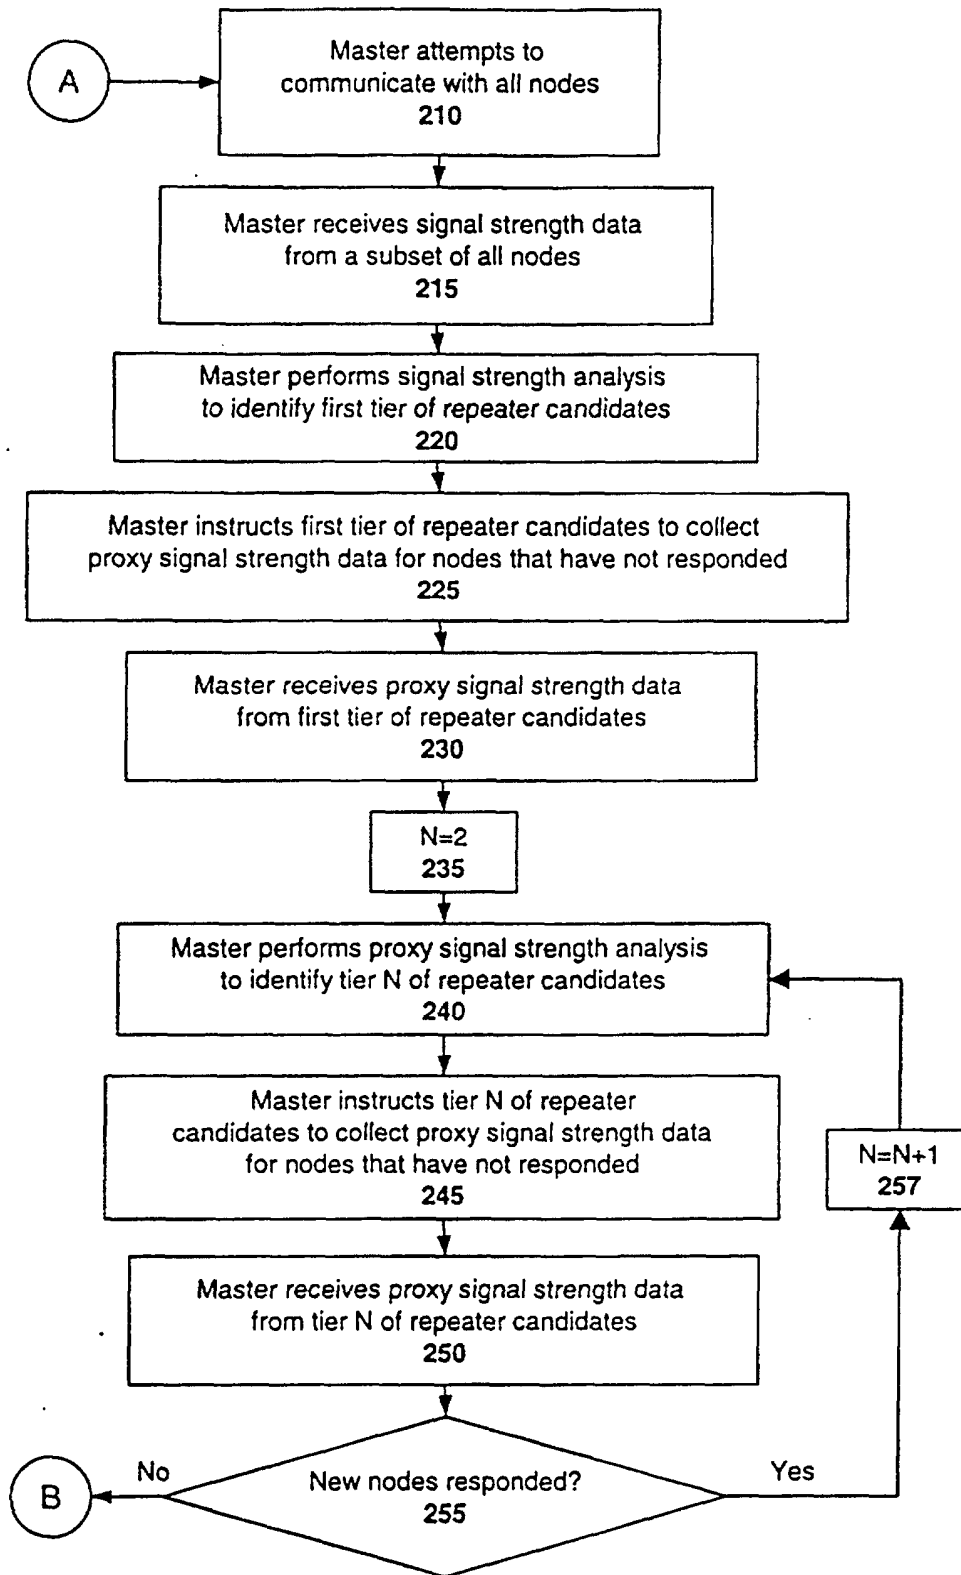 A
Master attempts to
communicate with all nodes
210
Master receives signal strength data
from a subset of all nodes
215
Master performs signal strength analysis
to identify first tier of repeater candidates
220
Master instructs first tier of repeater candidates to collect
proxy signal strength data for nodes that have not responded
225
Master receives proxy signal strength data
from first tier of repeater candidates
230
N=2
235
Master performs proxy signal strength analysis
to identify tier N of repeater candidates
240
Master instructs tier N of repeater
candidates to collect proxy signal strength data
for nodes that have not responded
245
N=N+1
257
Master receives proxy signal strength data
from tier N of repeater candidates
250
New nodes responded?
255
No
Yes
B